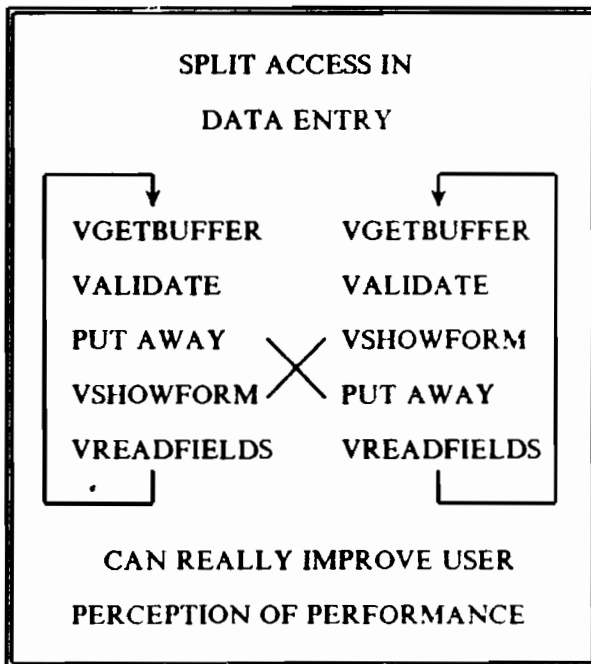 SPLIT ACCESS IN
DATA ENTRY
VGETBUFFER
VALIDATE
PUT AWAY
VSHOWFORM
VREADFIELDS
VGETBUFFER
VALIDATE
VSHOWFORM
PUT AWAY
VREADFIELDS
CAN REALLY IMPROVE USER
PERCEPTION OF PERFORMANCE